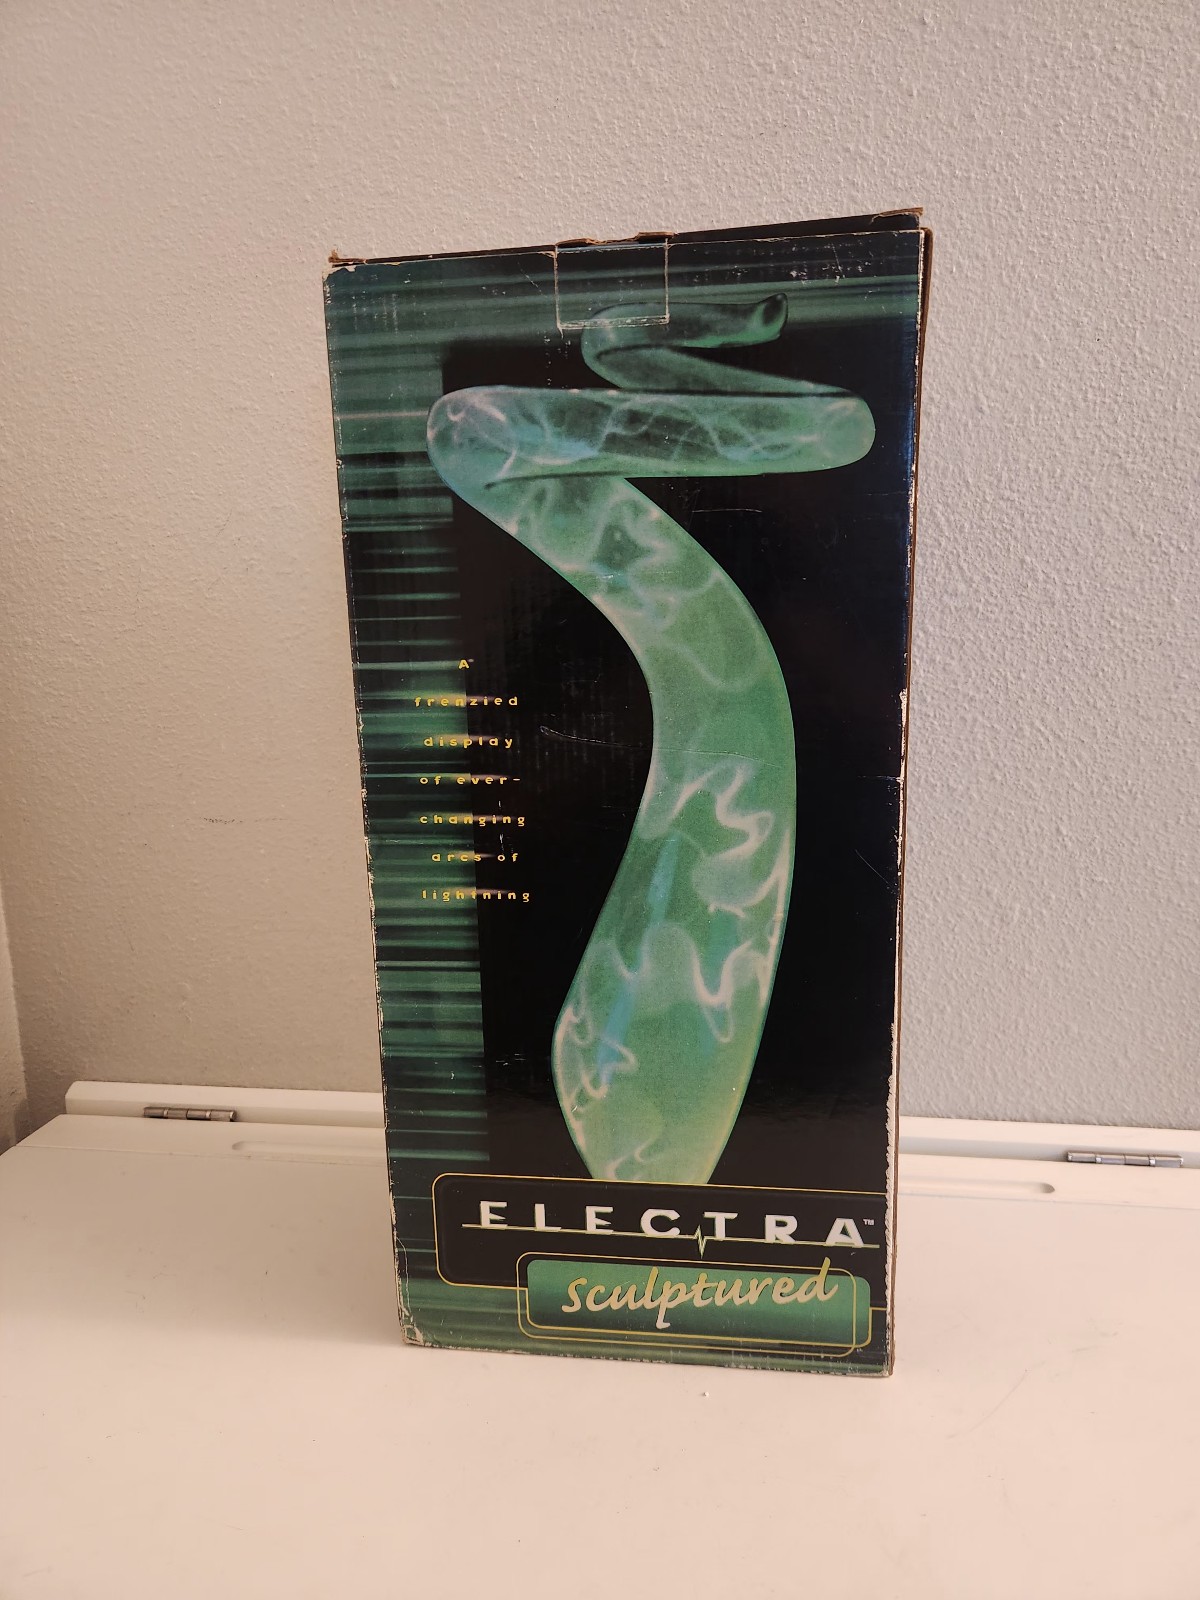 A
frenzied
display
of ever-
changing
arcs of
lightning
ELECTRA™
sculptured